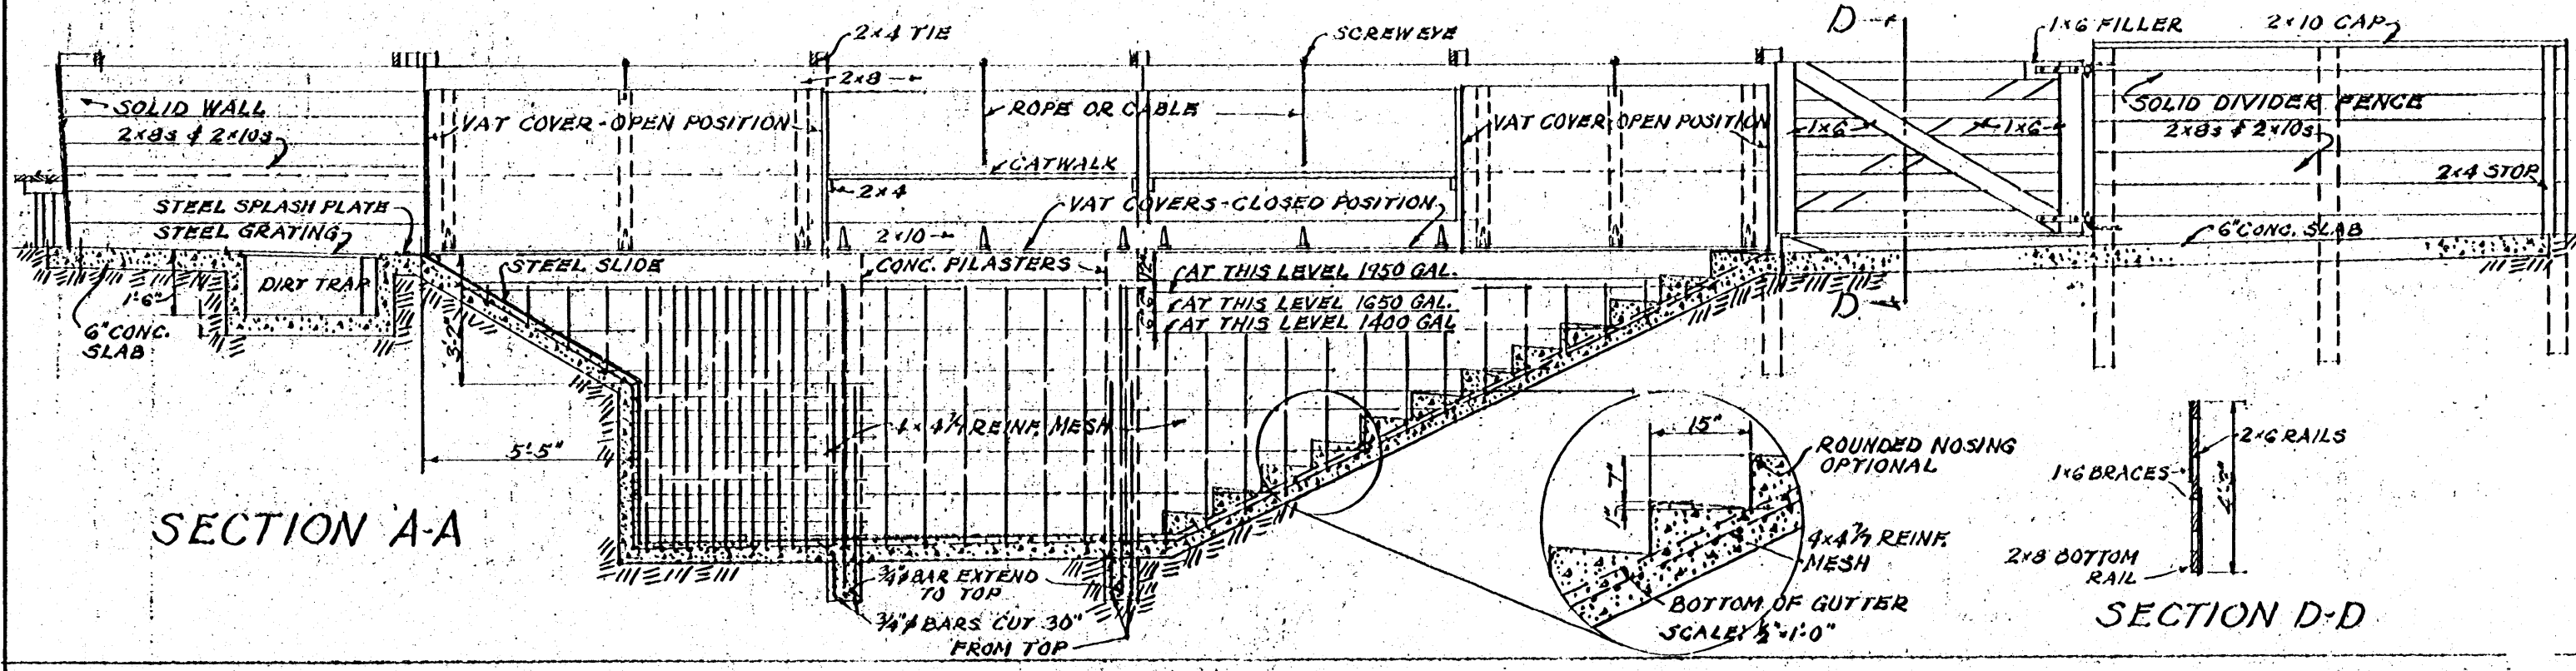 2×4 TIE
SCREW EYE
D
1×6 FILLER
2×10 CAP
2×8
SOLID WALL
2×8s & 2×10s
VAT COVER-OPEN POSITION
ROPE OR CABLE
VAT COVER OPEN POSITION
1×6
1×6
SOLID DIVIDER FENCE
2×8s & 2×10s
CATWALK
2×4
2×4 STOP
STEEL SPLASH PLATE
STEEL GRATING
VAT COVERS-CLOSED POSITION
2×10
6" CONC. SLAB
STEEL SLIDE
CONC. PILASTERS
AT THIS LEVEL 1950 GAL.
AT THIS LEVEL 1650 GAL.
AT THIS LEVEL 1400 GAL
DIRT TRAP
1'-6"
D
6" CONC.
SLAB
REINF. MESH
5'-5"
15"
ROUNDED NOSING
OPTIONAL
2×6 RAILS
1×6 BRACES
SECTION A-A
4×4 7/7 REINF.
MESH
2×8 BOTTOM
RAIL
3/4"⌀ BAR EXTEND
TO TOP
3/4"⌀ BARS CUT 30"
FROM TOP
BOTTOM OF GUTTER
SCALE: ½"=1'-0"
SECTION D-D